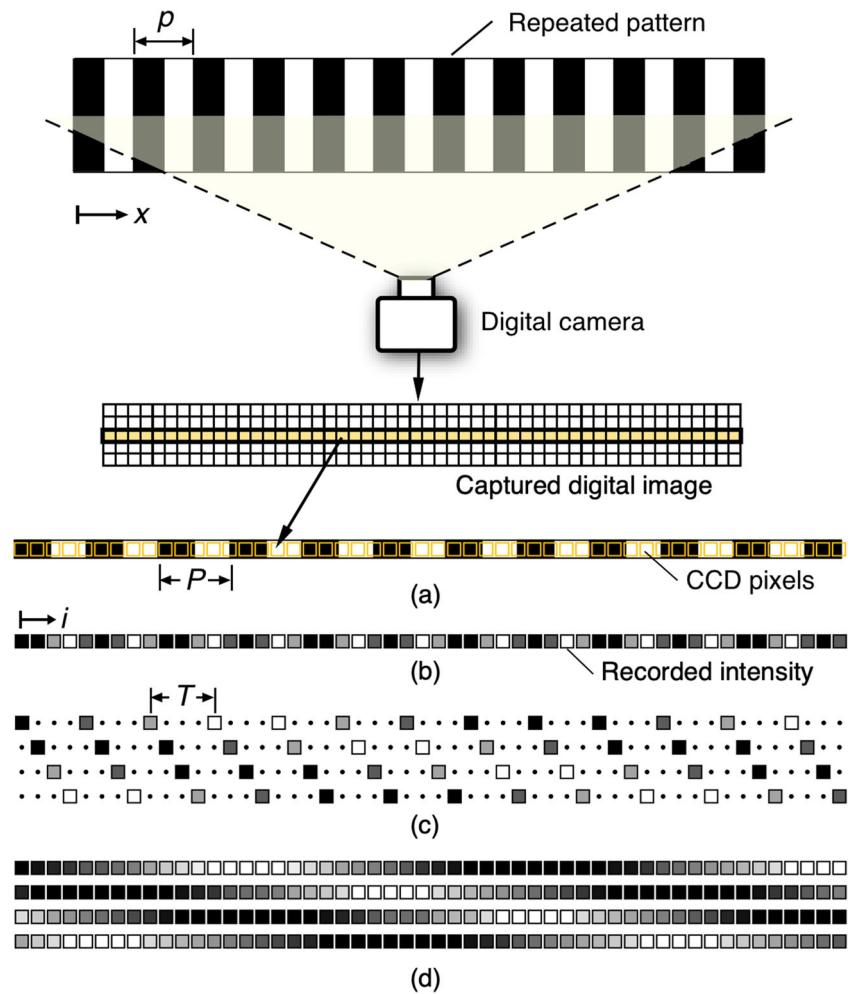 p
Repeated pattern
x
Digital camera
Captured digital image
P
CCD pixels
(a)
i
(b)
Recorded intensity
T
(c)
(d)